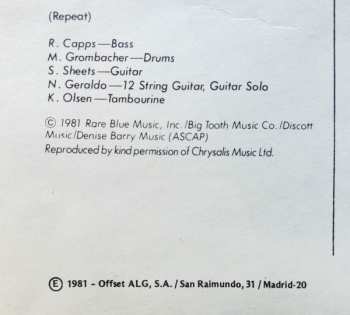 (Repeat)
R. Capps—Bass
M. Grombacher—Drums
S. Sheets—Guitar
N. Geraldo—12 String Guitar, Guitar Solo
K. Olsen—Tambourine
© 1981 Rare Blue Music, Inc./Big Tooth Music Co./Discott
Music/Denise Barry Music (ASCAP)
Reproduced by kind permission of Chrysalis Music Ltd.
Ⓔ 1981 - Offset ALG, S.A. / San Raimundo, 31 / Madrid-20